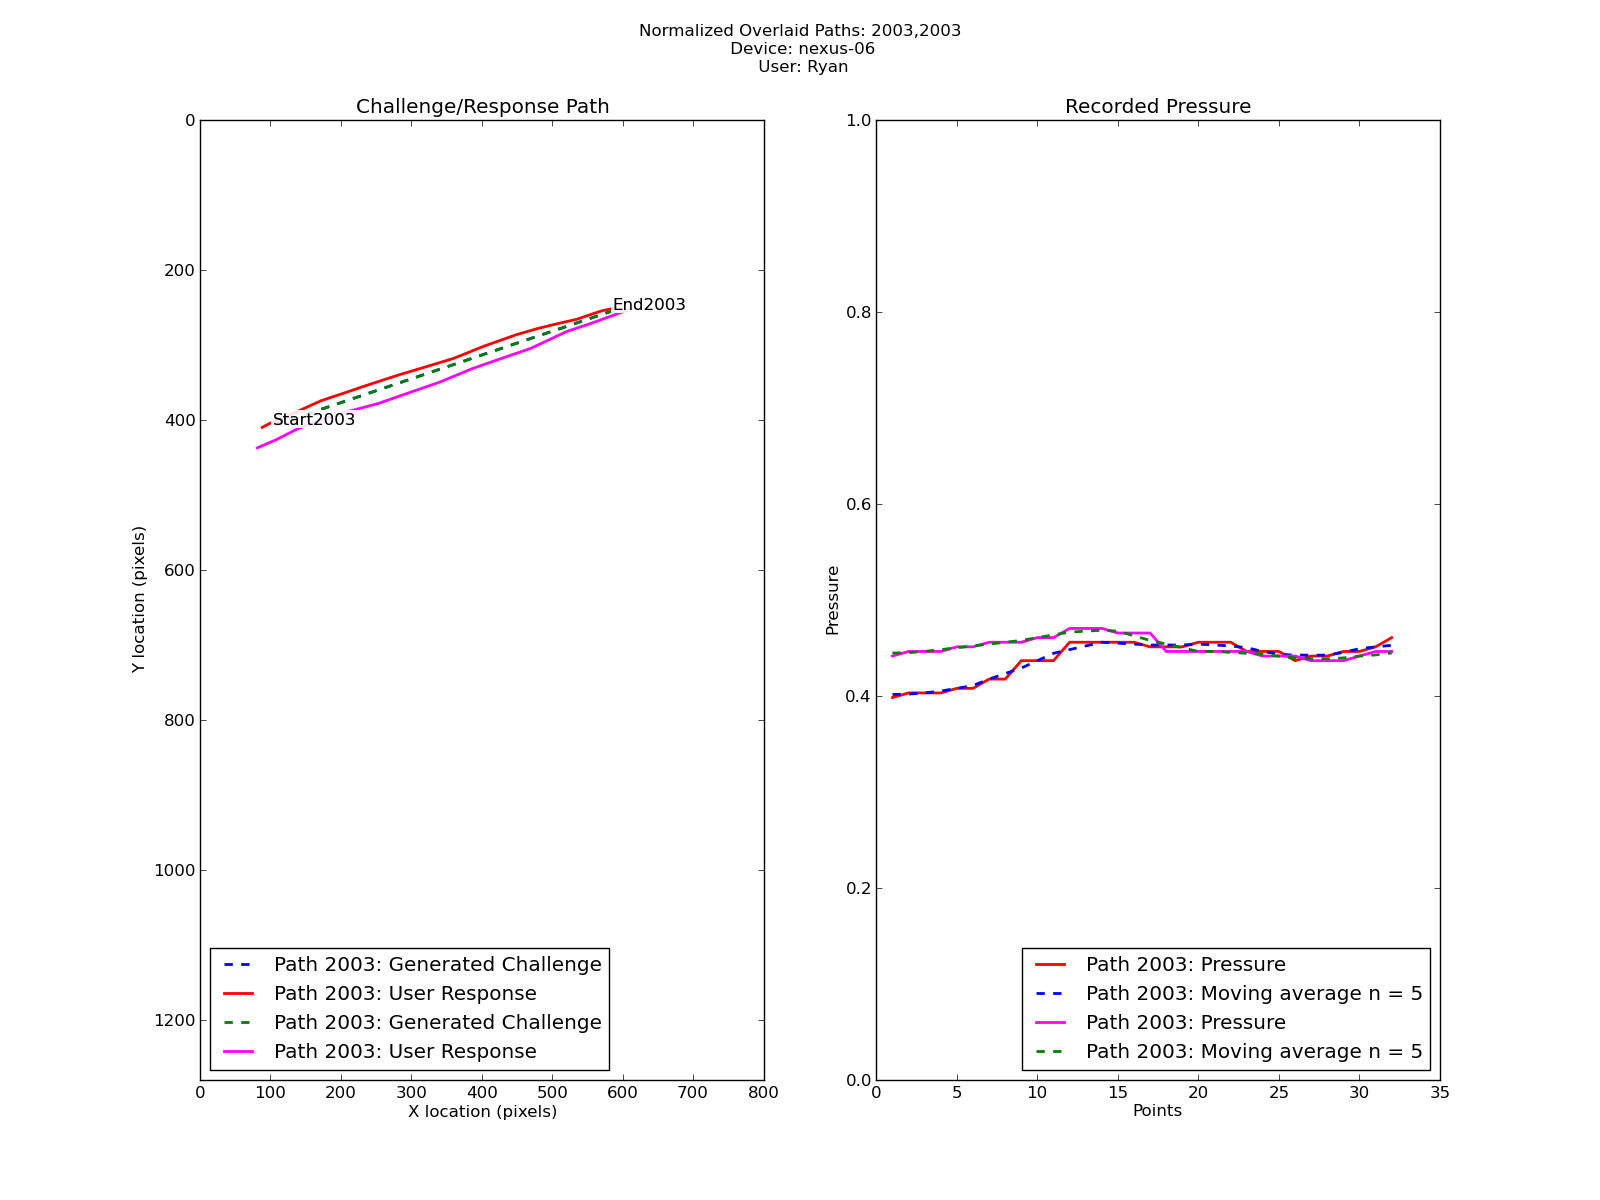 Normalized Overlaid Paths: 2003,2003
Device: nexus-06
User: Ryan
Challenge/Response Path
0
200
400
600
800
1000
1200
Y location (pixels)
End2003
Start2003
Path 2003: Generated Challenge
Path 2003: User Response
Path 2003: Generated Challenge
Path 2003: User Response
0 100 200 300 400 500 600 700 800
X location (pixels)
Recorded Pressure
1.0
0.8
0.6
0.4
0.2
0.0
Pressure
Path 2003: Pressure
Path 2003: Moving average n = 5
Path 2003: Pressure
Path 2003: Moving average n = 5
0 5 10 15 20 25 30 35
Points